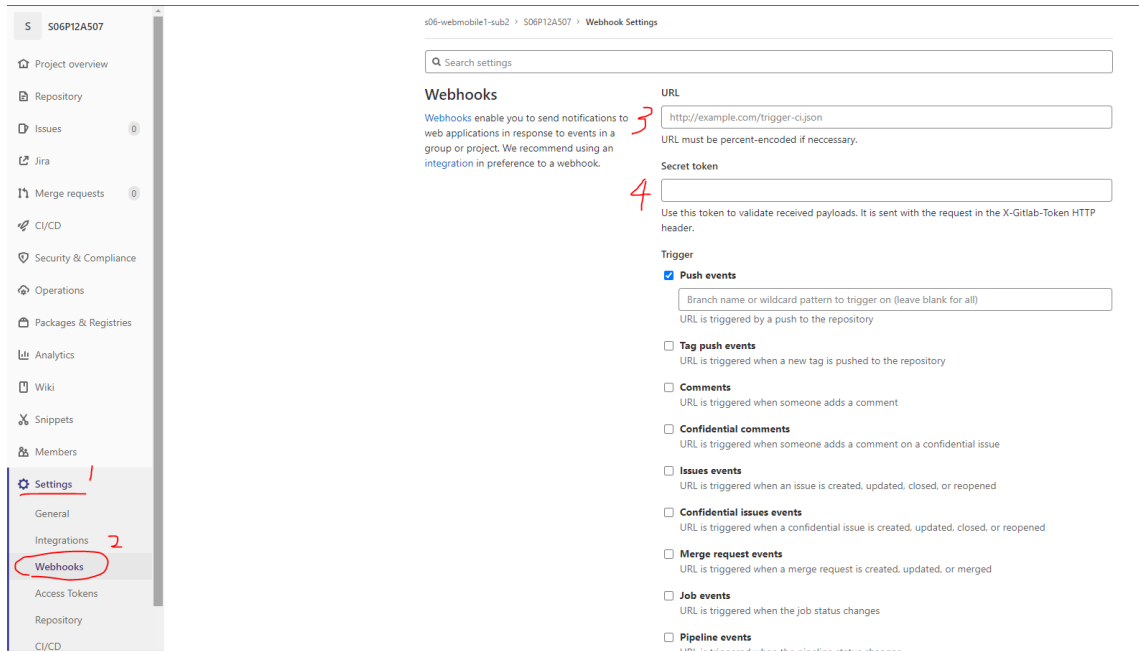 S S06P12A507
Project overview
Repository
Issues 0
Jira
Merge requests 0
CI/CD
Security & Compliance
Operations
Packages & Registries
Analytics
Wiki
Snippets
Members
Settings 1
General
Integrations 2
Webhooks
Access Tokens
Repository
CI/CD
s06-webmobile1-sub2 > S06P12A507 > Webhook Settings
Search settings
Webhooks
Webhooks enable you to send notifications to
web applications in response to events in a
group or project. We recommend using an
integration in preference to a webhook.
URL
3 http://example.com/trigger-ci.json
URL must be percent-encoded if neccessary.
Secret token
4
Use this token to validate received payloads. It is sent with the request in the X-Gitlab-Token HTTP
header.
Trigger
Push events
Branch name or wildcard pattern to trigger on (leave blank for all)
URL is triggered by a push to the repository
Tag push events
URL is triggered when a new tag is pushed to the repository
Comments
URL is triggered when someone adds a comment
Confidential comments
URL is triggered when someone adds a comment on a confidential issue
Issues events
URL is triggered when an issue is created, updated, closed, or reopened
Confidential issues events
URL is triggered when a confidential issue is created, updated, closed, or reopened
Merge request events
URL is triggered when a merge request is created, updated, or merged
Job events
URL is triggered when the job status changes
Pipeline events
URL is triggered when the pipeline status changes